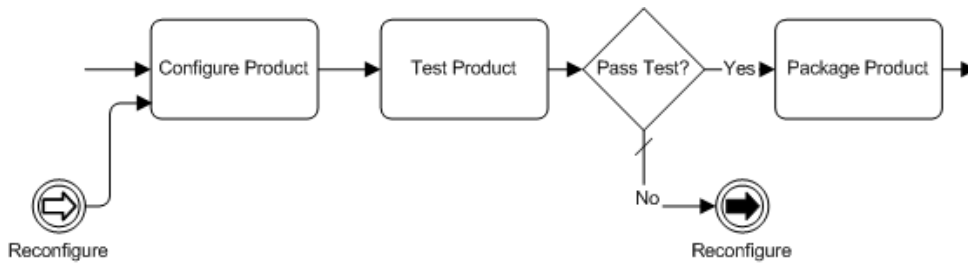 Configure Product
Test Product
Pass Test?
Yes
Package Product
No
Reconfigure
Reconfigure